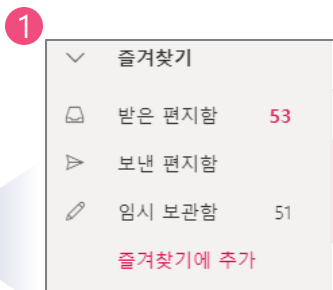 1
즐겨찾기
받은 편지함 53
보낸 편지함
임시 보관함 51
즐겨찾기에 추가